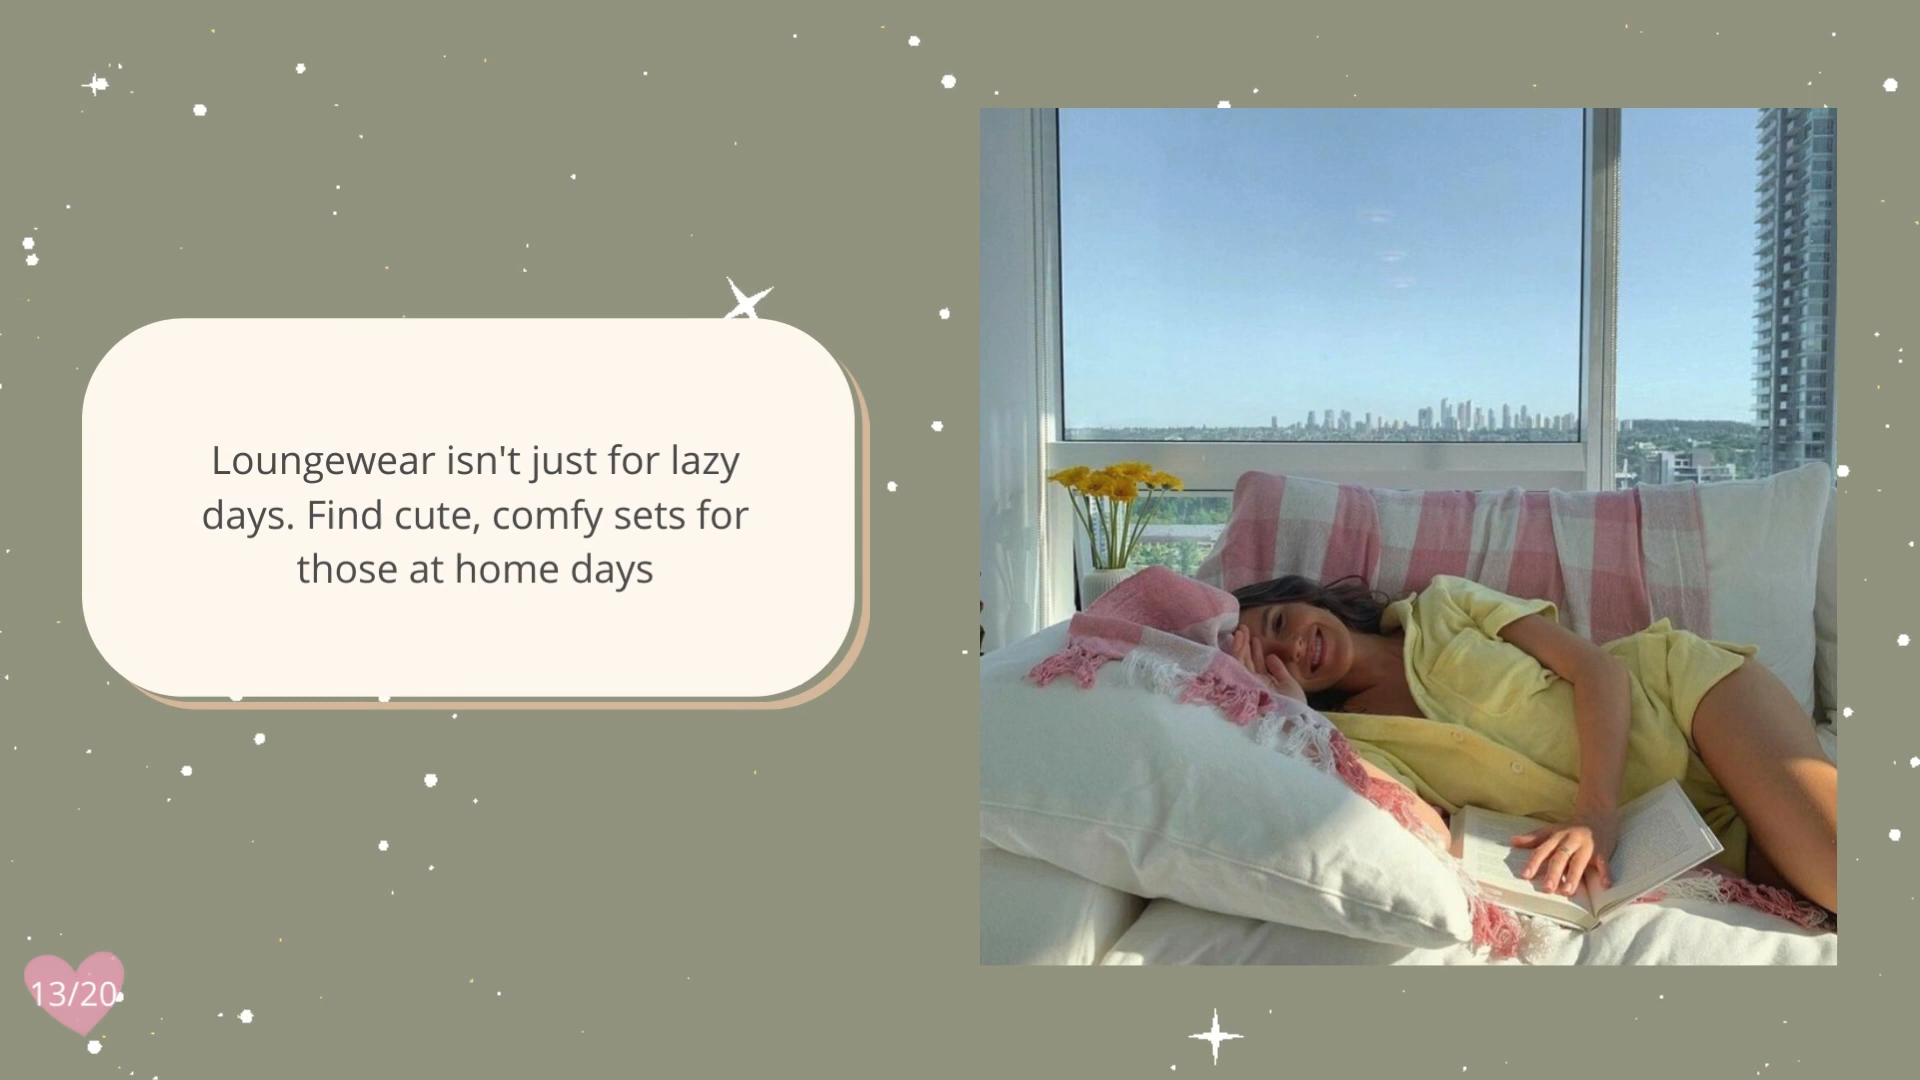 Loungewear isn't just for lazy
days. Find cute, comfy sets for
those at home days
13/20